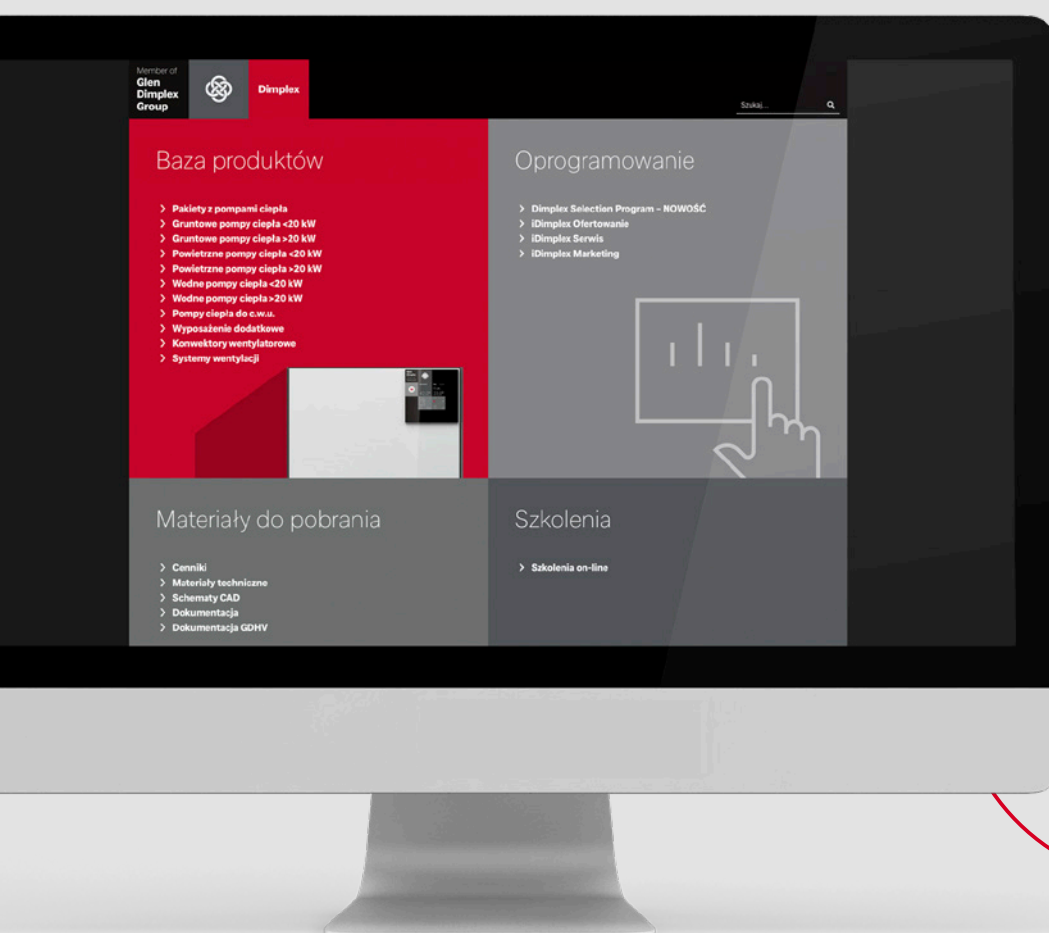 Member of
Glen
Dimplex
Group
Dimplex
Szukaj...
Baza produktów
Pakiety z pompami ciepła
Gruntowe pompy ciepła <20 kW
Gruntowe pompy ciepła >20 kW
Powietrzne pompy ciepła <20 kW
Powietrzne pompy ciepła >20 kW
Wodne pompy ciepła <20 kW
Wodne pompy ciepła >20 kW
Pompy ciepła do c.w.u.
Wyposażenie dodatkowe
Konwektory wentylatorowe
Systemy wentylacji
Oprogramowanie
Dimplex Selection Program – NOWOŚĆ
iDimplex Ofertowanie
iDimplex Serwis
iDimplex Marketing
Materiały do pobrania
Cenniki
Materiały techniczne
Schematy CAD
Dokumentacja
Dokumentacja GDHV
Szkolenia
Szkolenia on-line